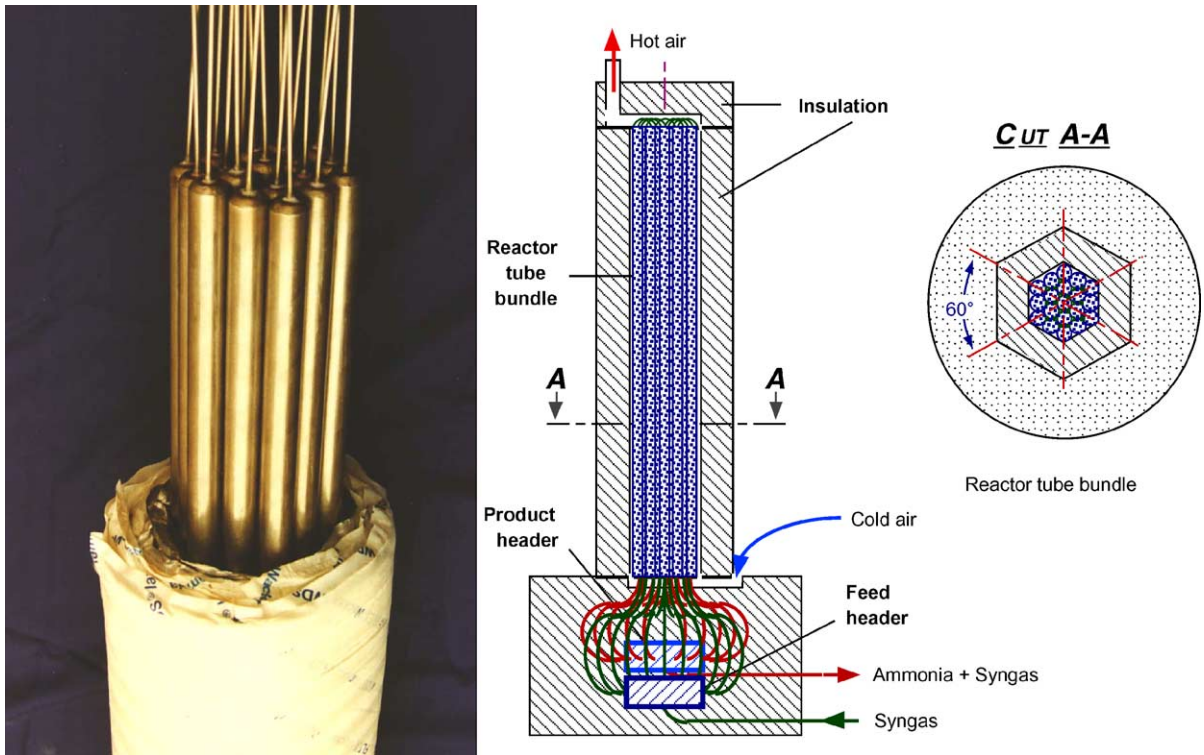 Hot air
Insulation
CUT A-A
60°
Reactor
tube
bundle
A
A
Reactor tube bundle
Product
header
Cold air
Feed
header
Ammonia + Syngas
Syngas